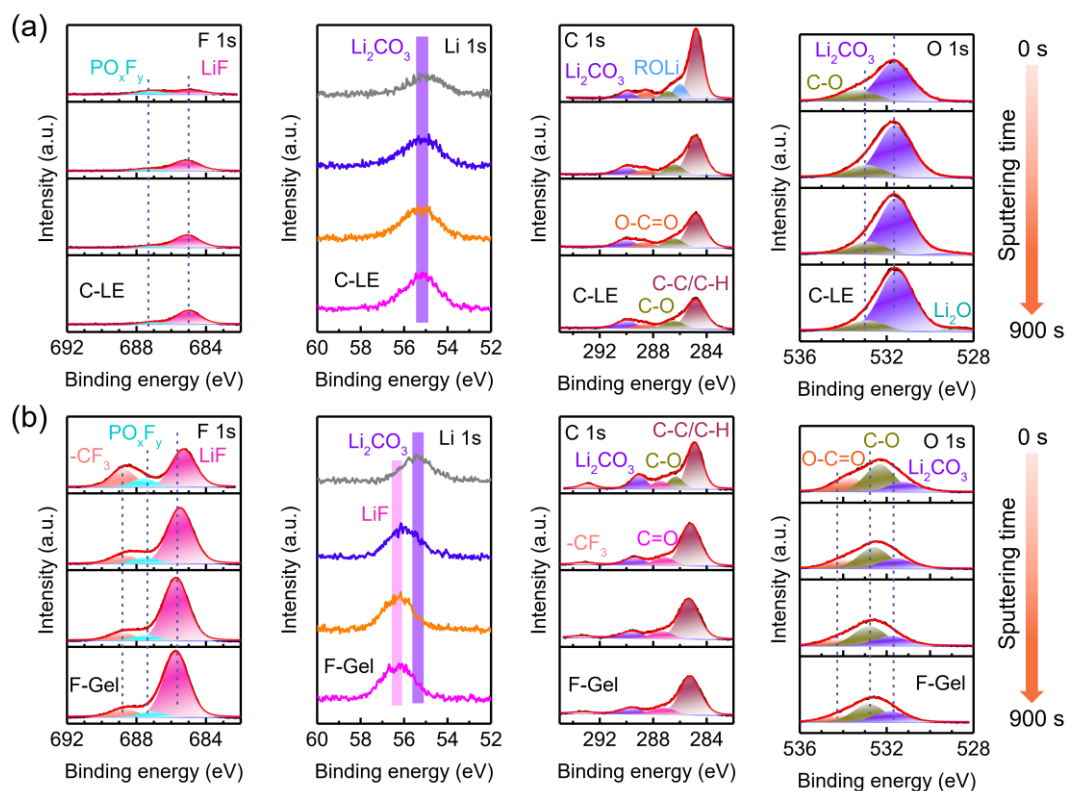 (a)
F 1s
POxFy
LiF
C-LE
Intensity (a.u.)
692 688 684
Binding energy (eV)
Li2CO3
Li 1s
C-LE
Intensity (a.u.)
60 58 56 54 52
Binding energy (eV)
C 1s
Li2CO3
ROLi
O-C=O
C-C/C-H
C-LE
C-O
Intensity (a.u.)
292 288 284
Binding energy (eV)
O 1s
Li2CO3
C-O
C-LE
Li2O
Intensity (a.u.)
536 532 528
Binding energy (eV)
0 s
Sputtering time
900 s
(b)
F 1s
POxFy
-CF3
LiF
F-Gel
Intensity (a.u.)
692 688 684
Binding energy (eV)
Li2CO3
Li 1s
LiF
F-Gel
Intensity (a.u.)
60 58 56 54 52
Binding energy (eV)
C 1s
C-C/C-H
Li2CO3
C-O
-CF3
C=O
F-Gel
Intensity (a.u.)
292 288 284
Binding energy (eV)
C-O
O 1s
O-C=O
Li2CO3
F-Gel
Intensity (a.u.)
536 532 528
Binding energy (eV)
0 s
Sputtering time
900 s